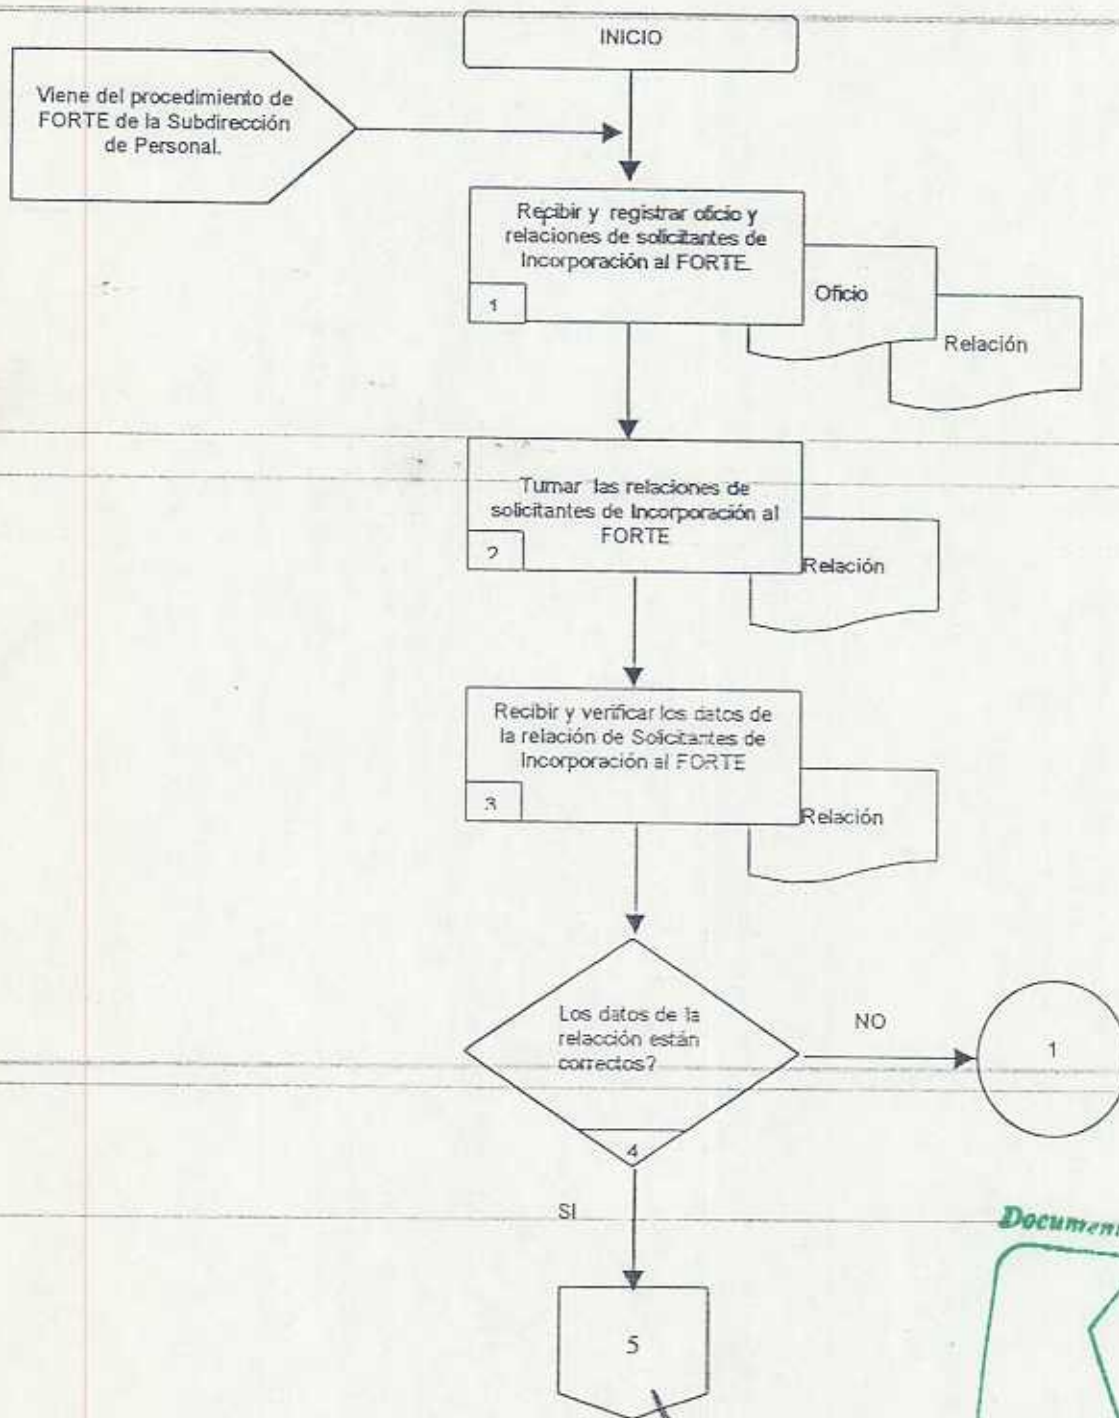 INICIO
Viene del procedimiento de
FORTE de la Subdirección
de Personal.
Recibir y registrar oficio y
relaciones de solicitantes de
Incorporación al FORTE.
1
Oficio
Relación
Turnar las relaciones de
solicitantes de Incorporación al
FORTE
2
Relación
Recibir y verificar los datos de
la relación de Solicitantes de
Incorporación al FORTE
3
Relación
Los datos de la
relacción están
correctos?
4
NO
1
SI
5